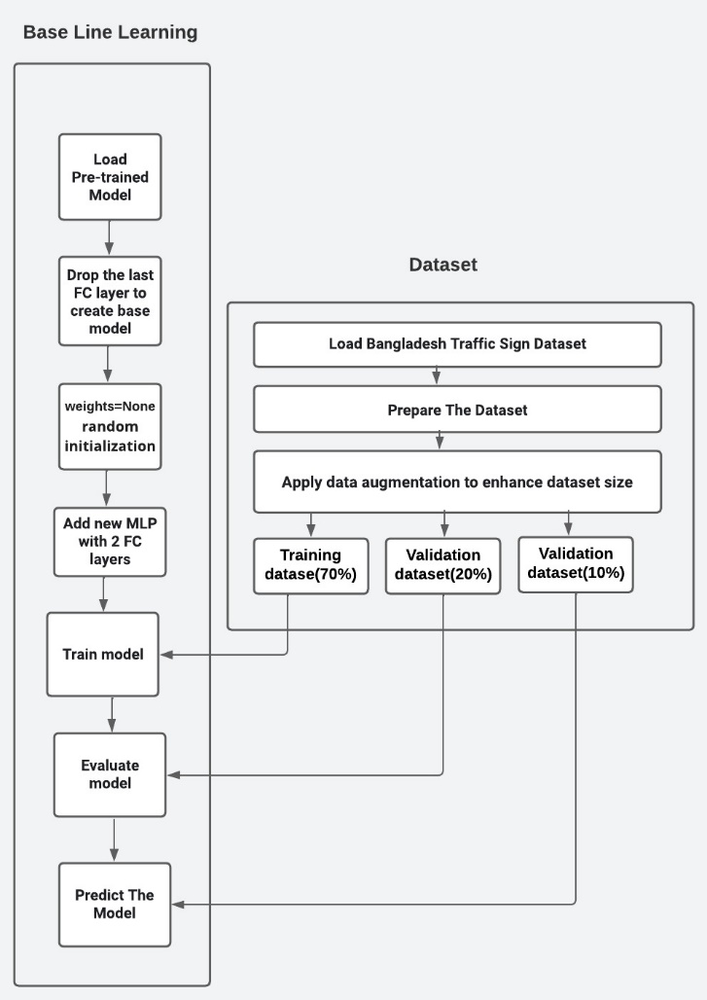 Base Line Learning
Load
Pre-trained
Model
Drop the last
FC layer to
create base
model
weights=None
random
initialization
Add new MLP
with 2 FC
layers
Train model
Evaluate
model
Predict The
Model
Dataset
Load Bangladesh Traffic Sign Dataset
Prepare The Dataset
Apply data augmentation to enhance dataset size
Training
datase(70%)
Validation
dataset(20%)
Validation
dataset(10%)